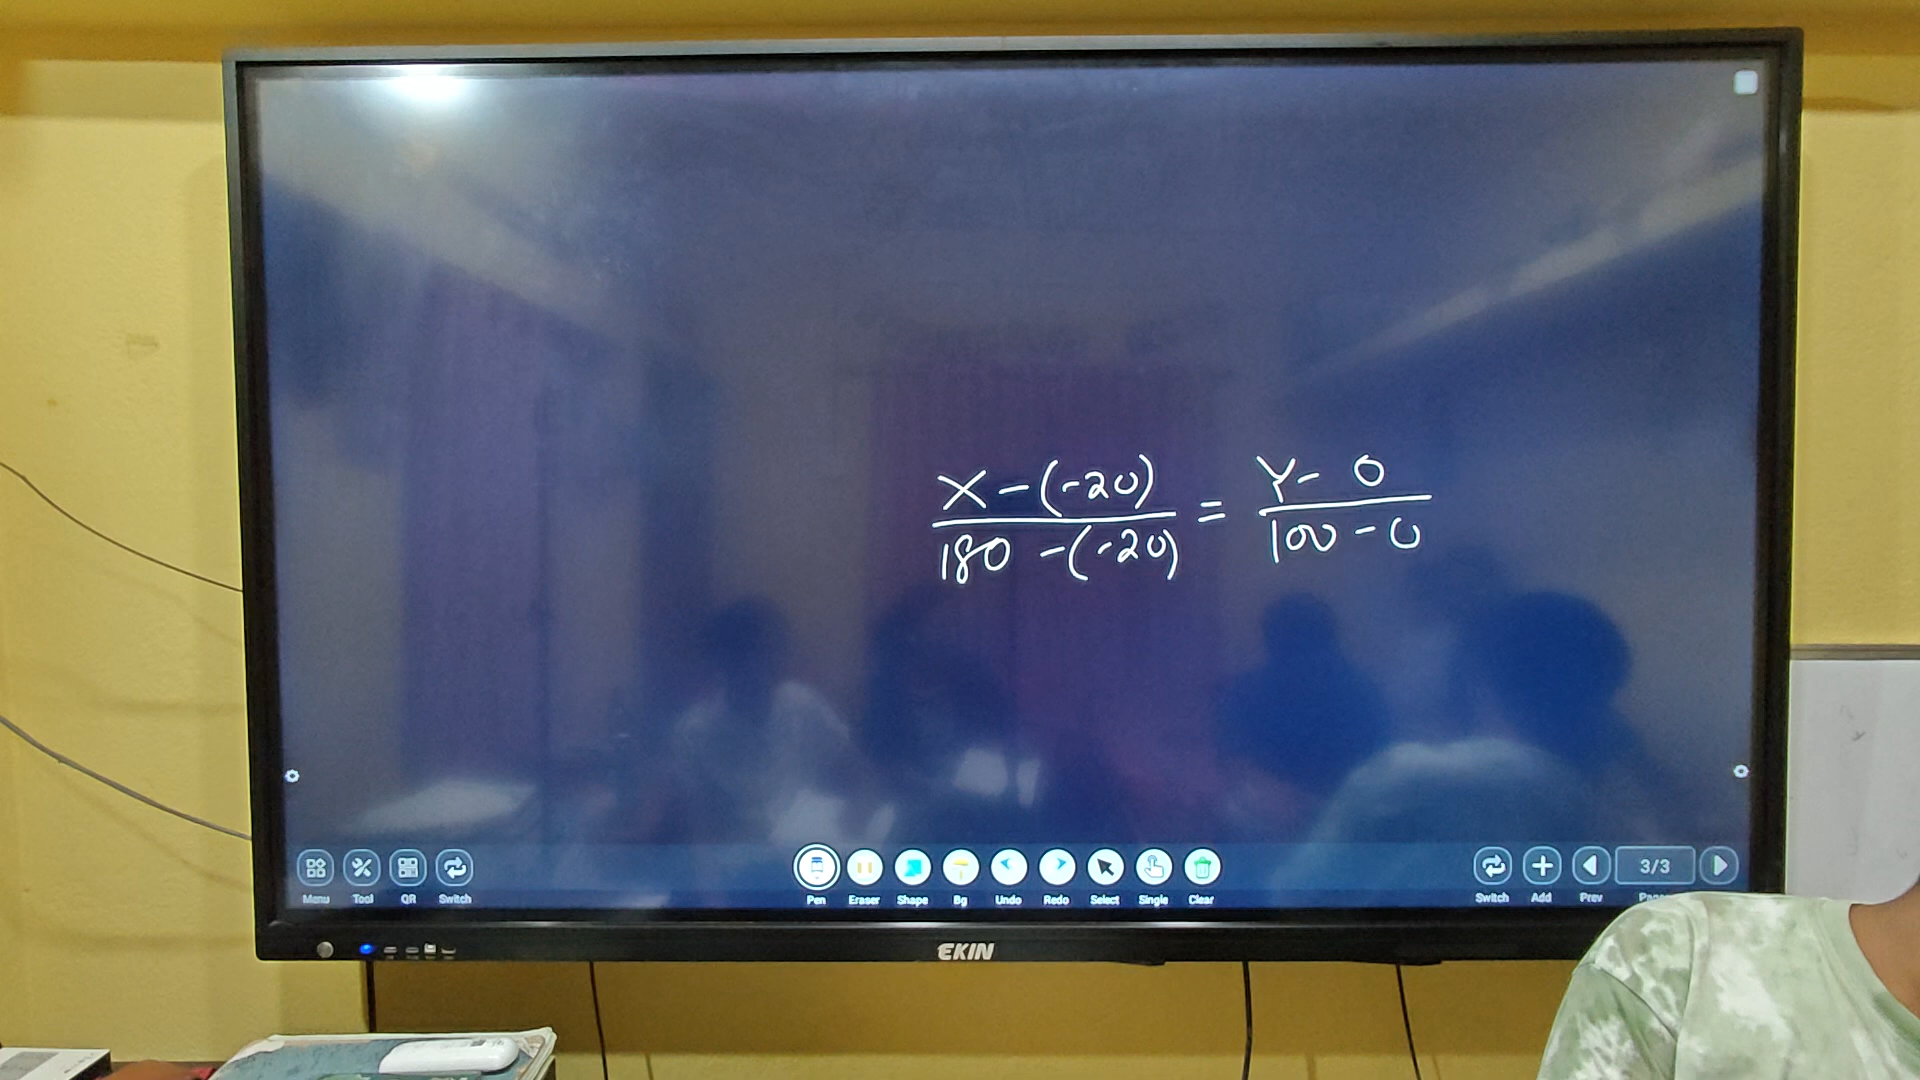 X - (-20) = Y - 0
180 - (-20) 100 - 0
3/3
Menu Tool QR Switch Pen Eraser Shape Bg Undo Redo Select Single Clear Switch Add Prev
EKIN